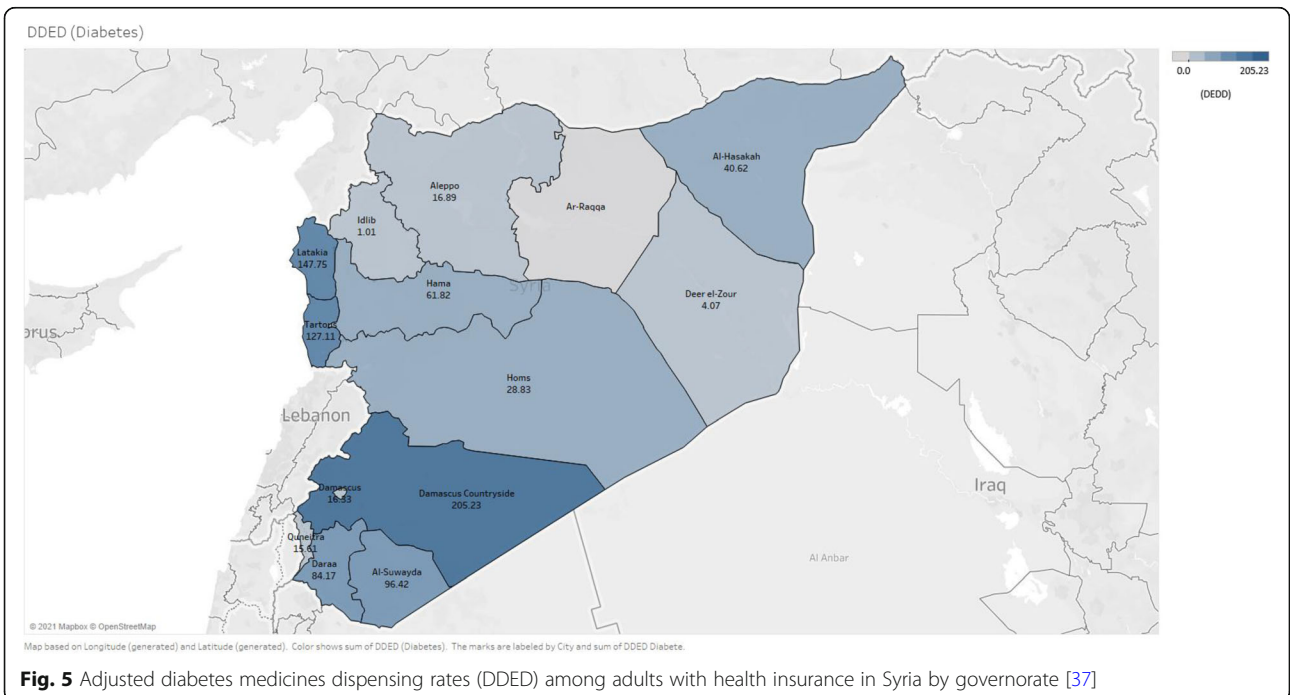 DDED (Diabetes)
0.0 205.23
(DEDD)
Al-Hasakah
40.62
Aleppo
16.89
Ar-Raqqa
Idlib
1.01
Latakia
147.75
Hama
61.82
Syria
Deer el-Zour
4.07
Tartous
127.11
prus
Homs
28.83
Lebanon
Damascus
16.33
Damascus Countryside
205.23
Iraq
Quneitra
15.61
Daraa
84.17
Al-Suwayda
96.42
Al Anbar
© 2021 Mapbox © OpenStreetMap
Map based on Longitude (generated) and Latitude (generated). Color shows sum of DDED (Diabetes). The marks are labeled by City and sum of DDED Diabete.
Fig. 5 Adjusted diabetes medicines dispensing rates (DDED) among adults with health insurance in Syria by governorate [37]